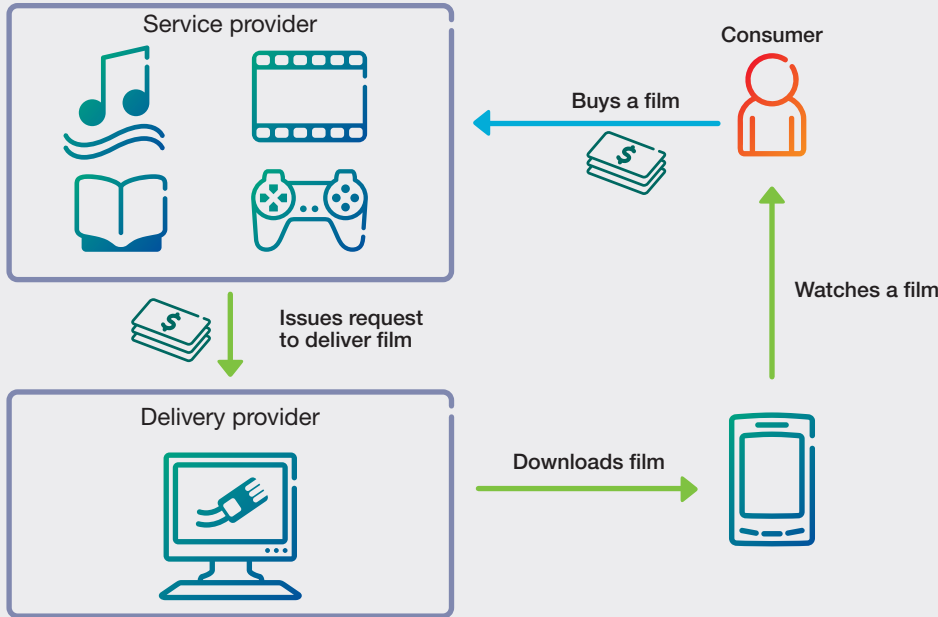 Service provider
Consumer
Buys a film
$
Watches a film
$
Issues request
to deliver film
Delivery provider
Downloads film